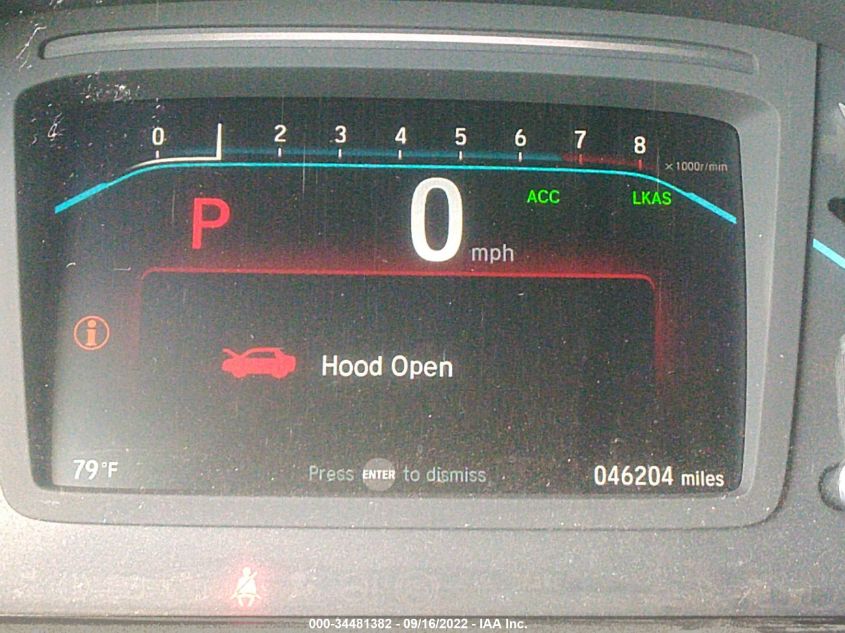 0 2 3 4 5 6 7 8
×1000r/min
P 0 mph ACC LKAS
i
Hood Open
79°F Press ENTER to dismiss 046204 miles
000-34481382 - 09/16/2022 - IAA Inc.